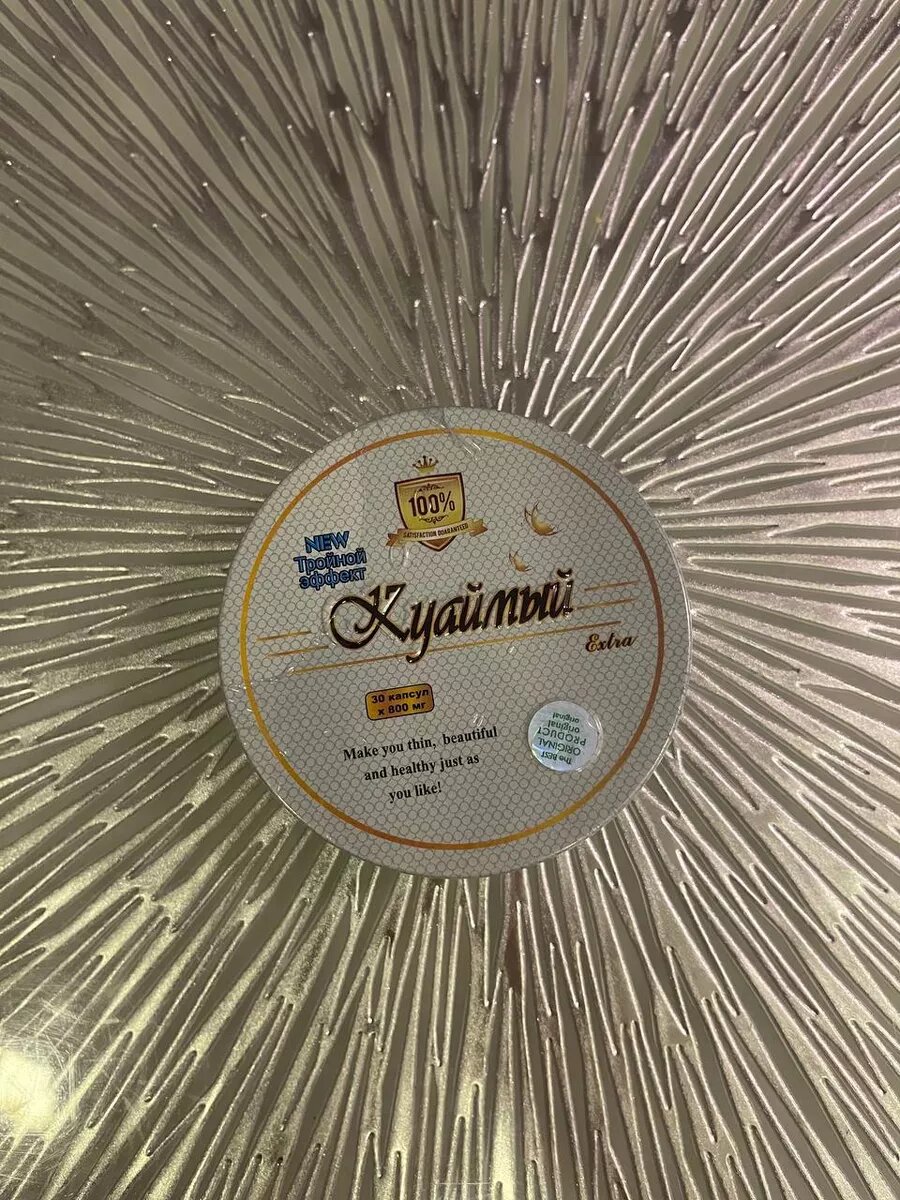 100%
SATISFACTION GUARANTEED
NEW
Тройной
эффект
Куаймый
Extra
30 капсул
х 800 мг
Make you thin, beautiful
and healthy just as
you like!
The BEST
ORIGINAL
PRODUCT
original
original